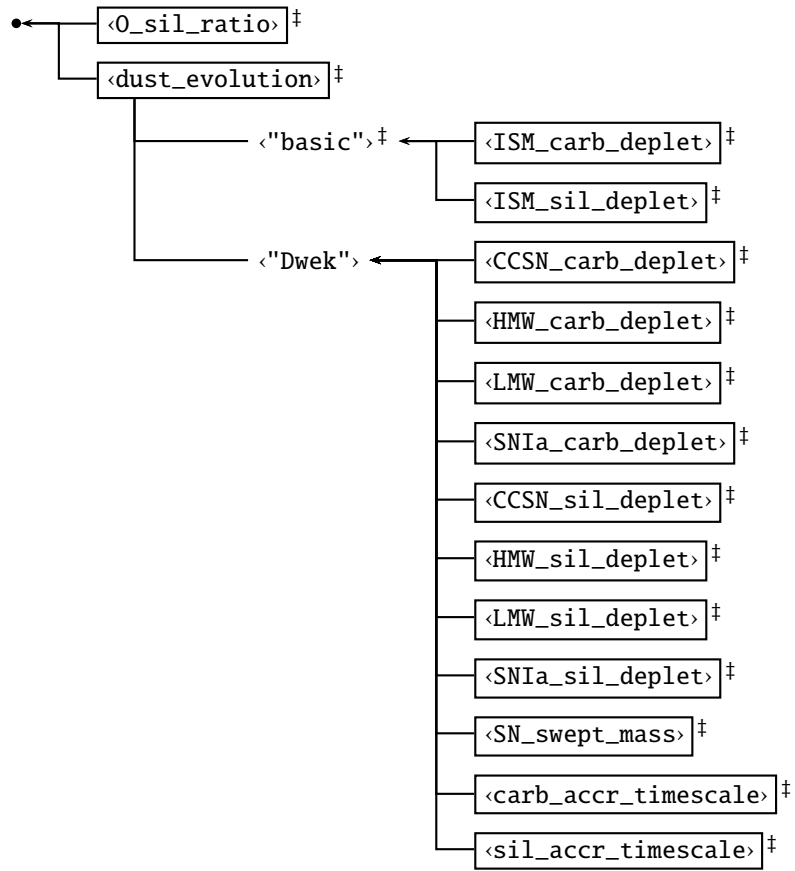 ‹O_sil_ratio›‡
‹dust_evolution›‡
‹"basic"›‡ ‹ISM_carb_deplet›‡
‹ISM_sil_deplet›‡
‹"Dwek"› ‹CCSN_carb_deplet›‡
‹HMW_carb_deplet›‡
‹LMW_carb_deplet›‡
‹SNIa_carb_deplet›‡
‹CCSN_sil_deplet›‡
‹HMW_sil_deplet›‡
‹LMW_sil_deplet›‡
‹SNIa_sil_deplet›‡
‹SN_swept_mass›‡
‹carb_accr_timescale›‡
‹sil_accr_timescale›‡